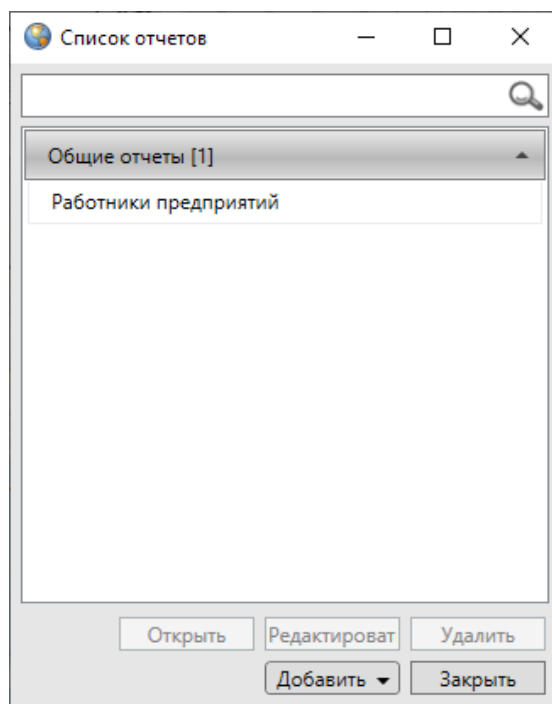 Список отчетов
Общие отчеты [1]
Работники предприятий
Открыть Редактироват Удалить
Добавить Закрыть